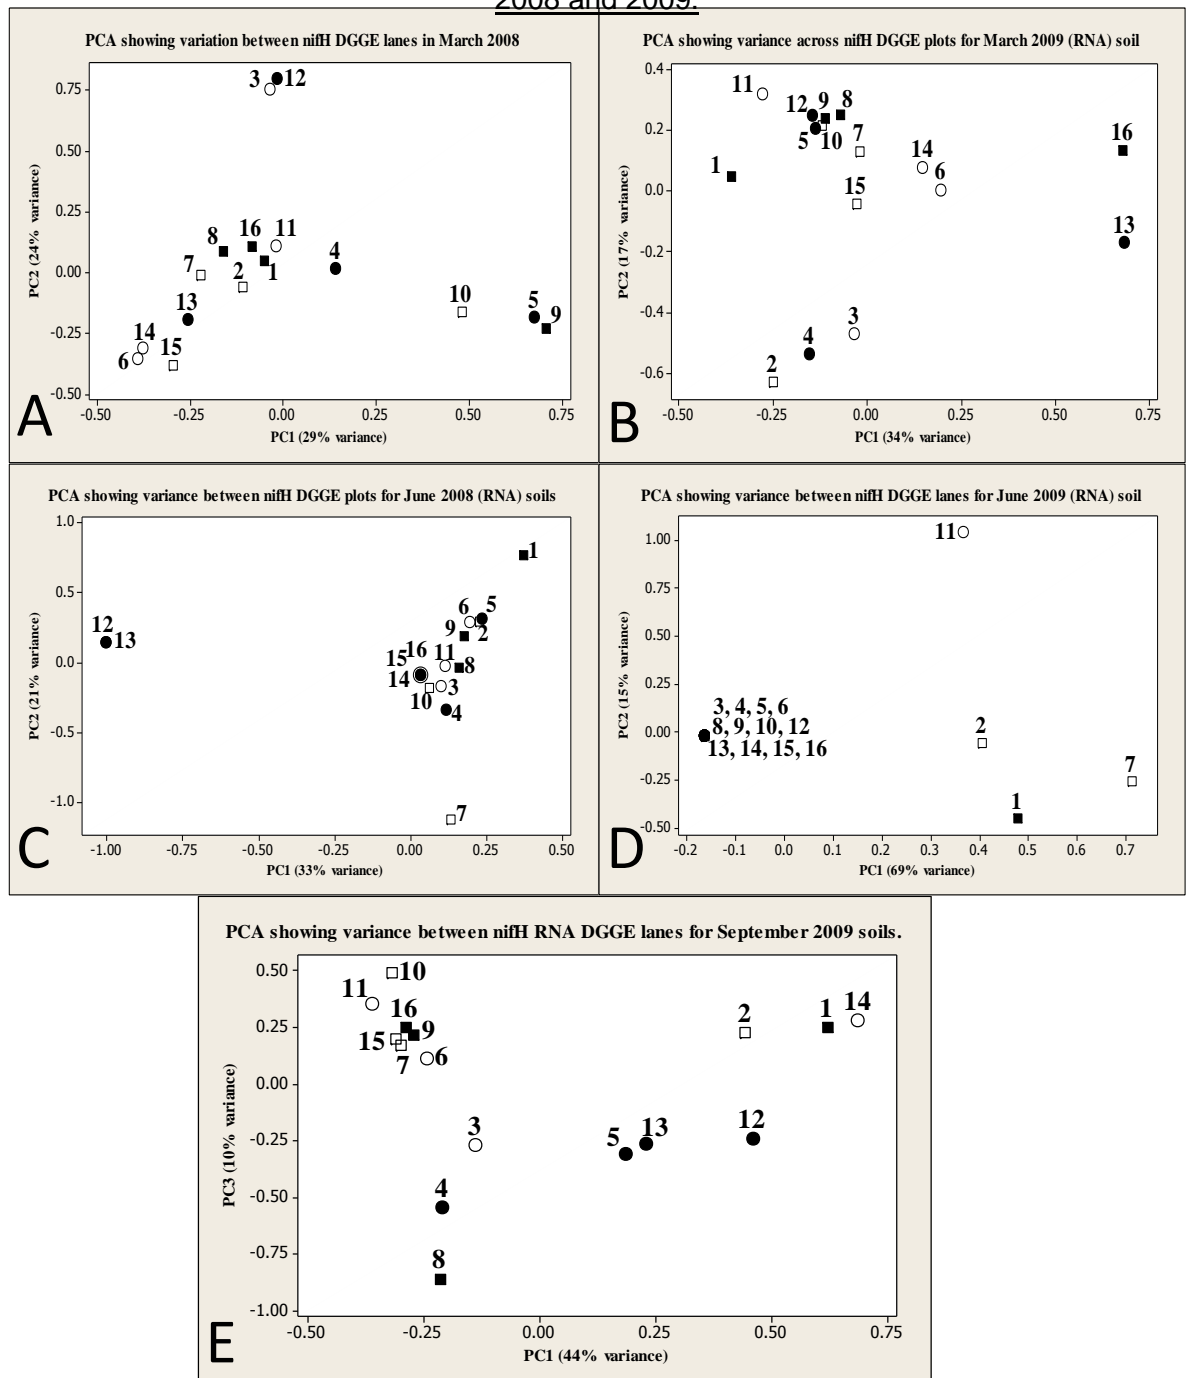 2008 and 2009.
PCA showing variation between nifH DGGE lanes in March 2008
PC2 (24% variance)
0.75
0.50
0.25
0.00
-0.25
-0.50
3 12
8 16 11
7 2 1 4
13 10 5 9
14
6 15
-0.50 -0.25 0.00 0.25 0.50 0.75
PC1 (29% variance)
A
PCA showing variance across nifH DGGE plots for March 2009 (RNA) soil
PC2 (17% variance)
0.4
0.2
0.0
-0.2
-0.4
-0.6
11
12 9 8
5 10 7 14 16
1 15 6
13
4 3
2
-0.50 -0.25 0.00 0.25 0.50 0.75
PC1 (34% variance)
B
PCA showing variance between nifH DGGE plots for June 2008 (RNA) soils
PC2 (21% variance)
1.0
0.5
0.0
-0.5
-1.0
1
6 5
12 9 2
13
15 16 11 8
14 3
10 4
7
-1.00 -0.75 -0.50 -0.25 0.00 0.25 0.50
PC1 (33% variance)
C
PCA showing variance between nifH DGGE lanes for June 2009 (RNA) soil
PC2 (15% variance)
1.00
0.75
0.50
0.25
0.00
-0.25
-0.50
11
3, 4, 5, 6
8, 9, 10, 12
13, 14, 15, 16
2
7
1
-0.2 -0.1 0.0 0.1 0.2 0.3 0.4 0.5 0.6 0.7
PC1 (69% variance)
D
PCA showing variance between nifH RNA DGGE lanes for September 2009 soils.
PC3 (10% variance)
0.50
0.25
0.00
-0.25
-0.50
-0.75
-1.00
10
11
16 2 1 14
15 9
7 6
3 5 13 12
4
8
-0.50 -0.25 0.00 0.25 0.50 0.75
PC1 (44% variance)
E